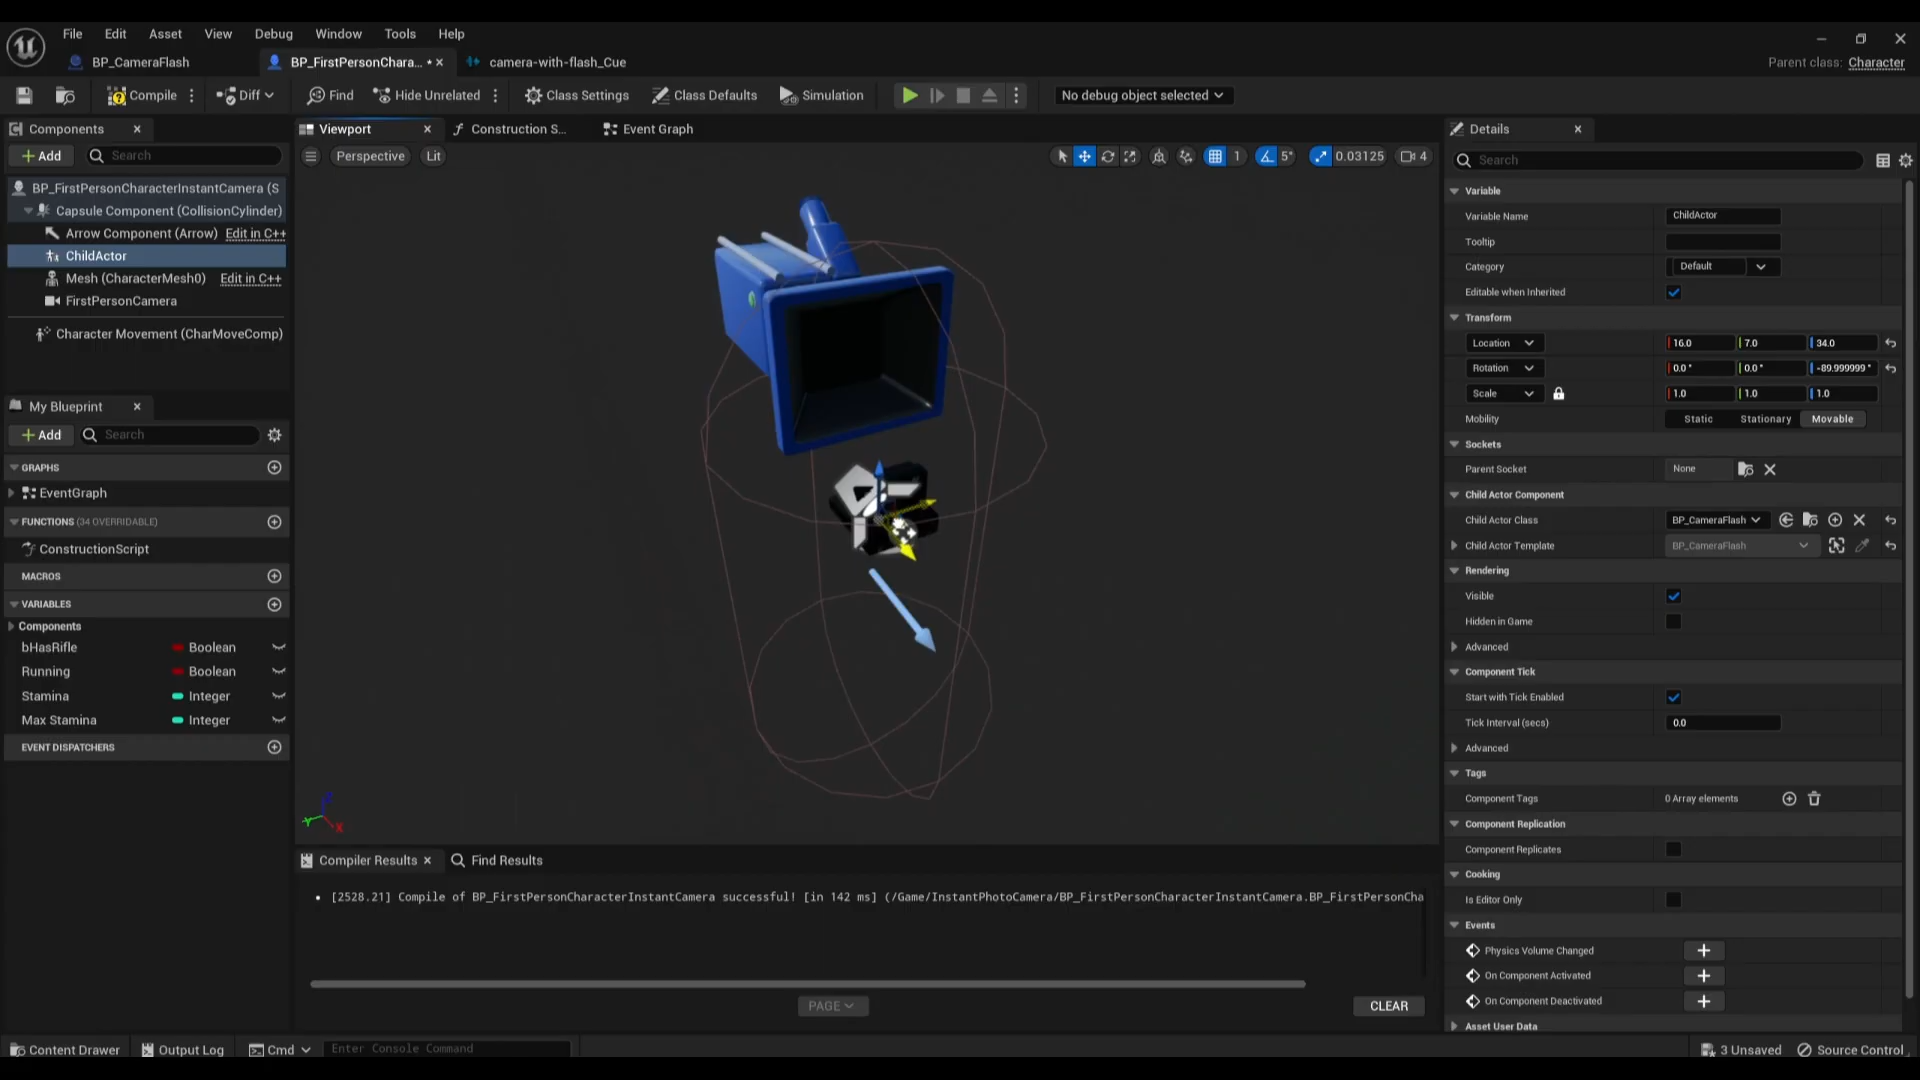 File Edit Asset View Debug Window Tools Help
BP_CameraFlash BP_FirstPersonChara... • camera-with-flash_Cue Parent class: Character
Compile Diff Find Hide Unrelated Class Settings Class Defaults Simulation No debug object selected
Components
Add Search
BP_FirstPersonCharacterInstantCamera (S
Capsule Component (CollisionCylinder)
Arrow Component (Arrow) Edit in C++
ChildActor
Mesh (CharacterMesh0) Edit in C++
FirstPersonCamera
Character Movement (CharMoveComp)
My Blueprint
Add Search
GRAPHS
EventGraph
FUNCTIONS (34 OVERRIDABLE)
ConstructionScript
MACROS
VARIABLES
Components
bHasRifle Boolean
Running Boolean
Stamina Integer
Max Stamina Integer
EVENT DISPATCHERS
Viewport Construction S... Event Graph
Perspective Lit 1 5° 0.03125 4
Z
Y X
Compiler Results Find Results
• [2528.21] Compile of BP_FirstPersonCharacterInstantCamera successful! [in 142 ms] (/Game/InstantPhotoCamera/BP_FirstPersonCharacterInstantCamera.BP_FirstPersonCha
PAGE CLEAR
Details
Search
Variable
Variable Name ChildActor
Tooltip
Category Default
Editable when Inherited
Transform
Location 16.0 7.0 34.0
Rotation 0.0° 0.0° -89.999999°
Scale 1.0 1.0 1.0
Mobility Static Stationary Movable
Sockets
Parent Socket None
Child Actor Component
Child Actor Class BP_CameraFlash
Child Actor Template BP_CameraFlash
Rendering
Visible
Hidden in Game
Advanced
Component Tick
Start with Tick Enabled
Tick Interval (secs) 0.0
Advanced
Tags
Component Tags 0 Array elements
Component Replication
Component Replicates
Cooking
Is Editor Only
Events
Physics Volume Changed
On Component Activated
On Component Deactivated
Asset User Data
Content Drawer Output Log Cmd Enter Console Command 3 Unsaved Source Control